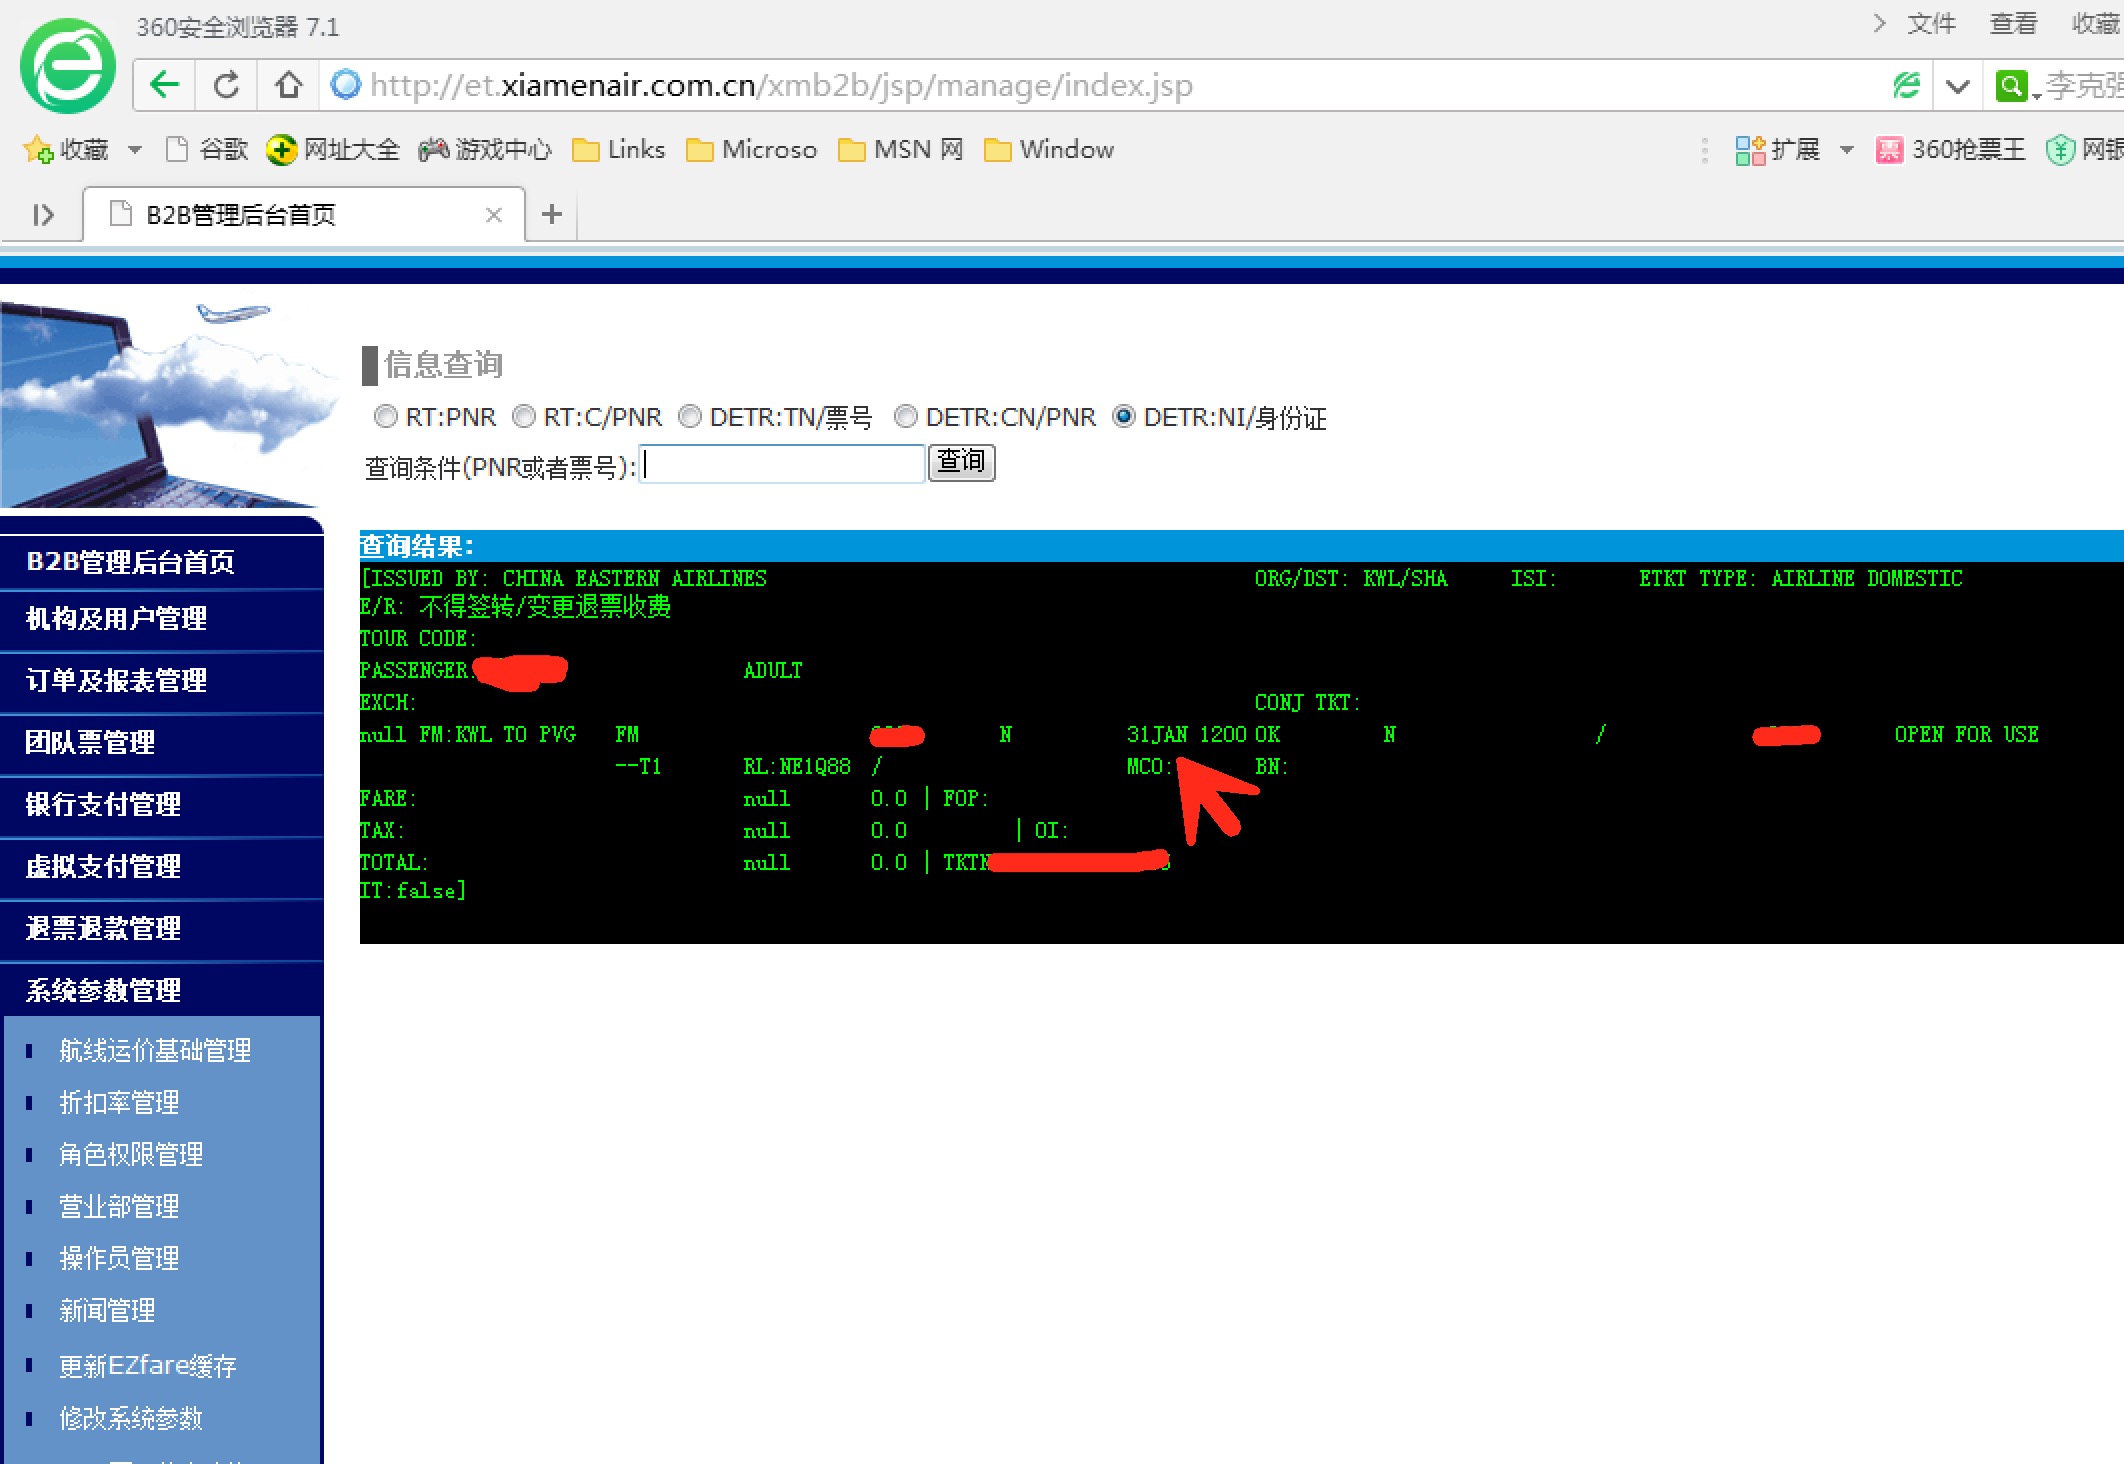 360安全浏览器 7.1
文件 查看 收藏
http://et.xiamenair.com.cn/xmb2b/jsp/manage/index.jsp
李克强
收藏 谷歌 网址大全 游戏中心 Links Microso MSN 网 Window 扩展 360抢票王 网银
B2B管理后台首页
信息查询
RT:PNR RT:C/PNR DETR:TN/票号 DETR:CN/PNR DETR:NI/身份证
查询条件(PNR或者票号): 查询
查询结果:
[ISSUED BY: CHINA EASTERN AIRLINES ORG/DST: KWL/SHA ISI: ETKT TYPE: AIRLINE DOMESTIC
E/R: 不得签转/变更退票收费
TOUR CODE:
PASSENGER: ADULT
EXCH: CONJ TKT:
null FM:KWL TO PVG FM N 31JAN 1200 OK N / OPEN FOR USE
--T1 RL:NE1Q88 / MCO: BN:
FARE: null 0.0 | FOP:
TAX: null 0.0 | OI:
TOTAL: null 0.0 | TKTN
IT:false]
B2B管理后台首页
机构及用户管理
订单及报表管理
团队票管理
银行支付管理
虚拟支付管理
退票退款管理
系统参数管理
航线运价基础管理
折扣率管理
角色权限管理
营业部管理
操作员管理
新闻管理
更新EZfare缓存
修改系统参数